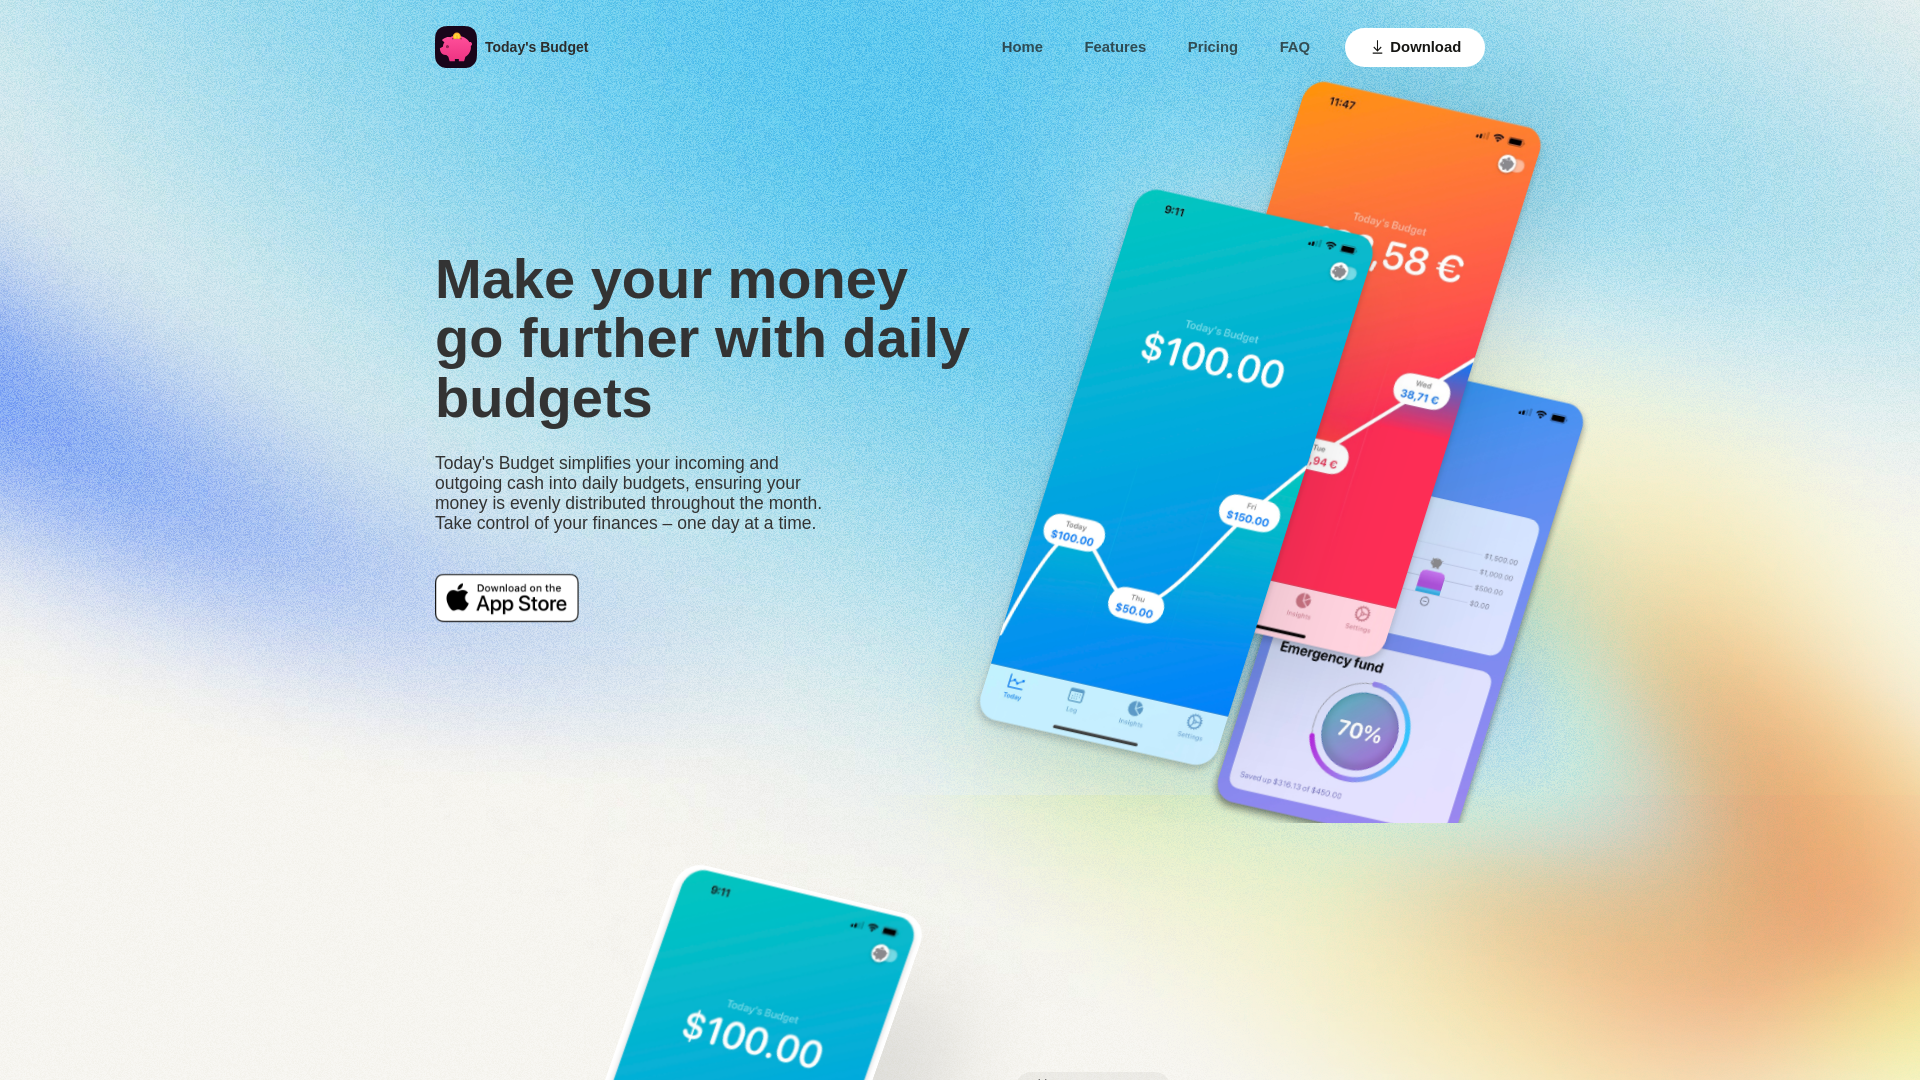 Today's Budget
Home
Features
Pricing
FAQ
Download
Make your money
go further with daily
budgets
Today's Budget simplifies your incoming and
outgoing cash into daily budgets, ensuring your
money is evenly distributed throughout the month.
Take control of your finances – one day at a time.
Download on the
App Store
11:47
Today's Budget
,58 €
Wed
38,71 €
Tue
,94 €
Insights
Settings
9:11
Today's Budget
$100.00
Today
$100.00
Thu
$50.00
Fri
$150.00
Today
Log
Insights
Settings
$1,500.00
$1,000.00
$500.00
$0.00
Emergency fund
70%
Saved up $316.13 of $450.00
9:11
Today's Budget
$100.00